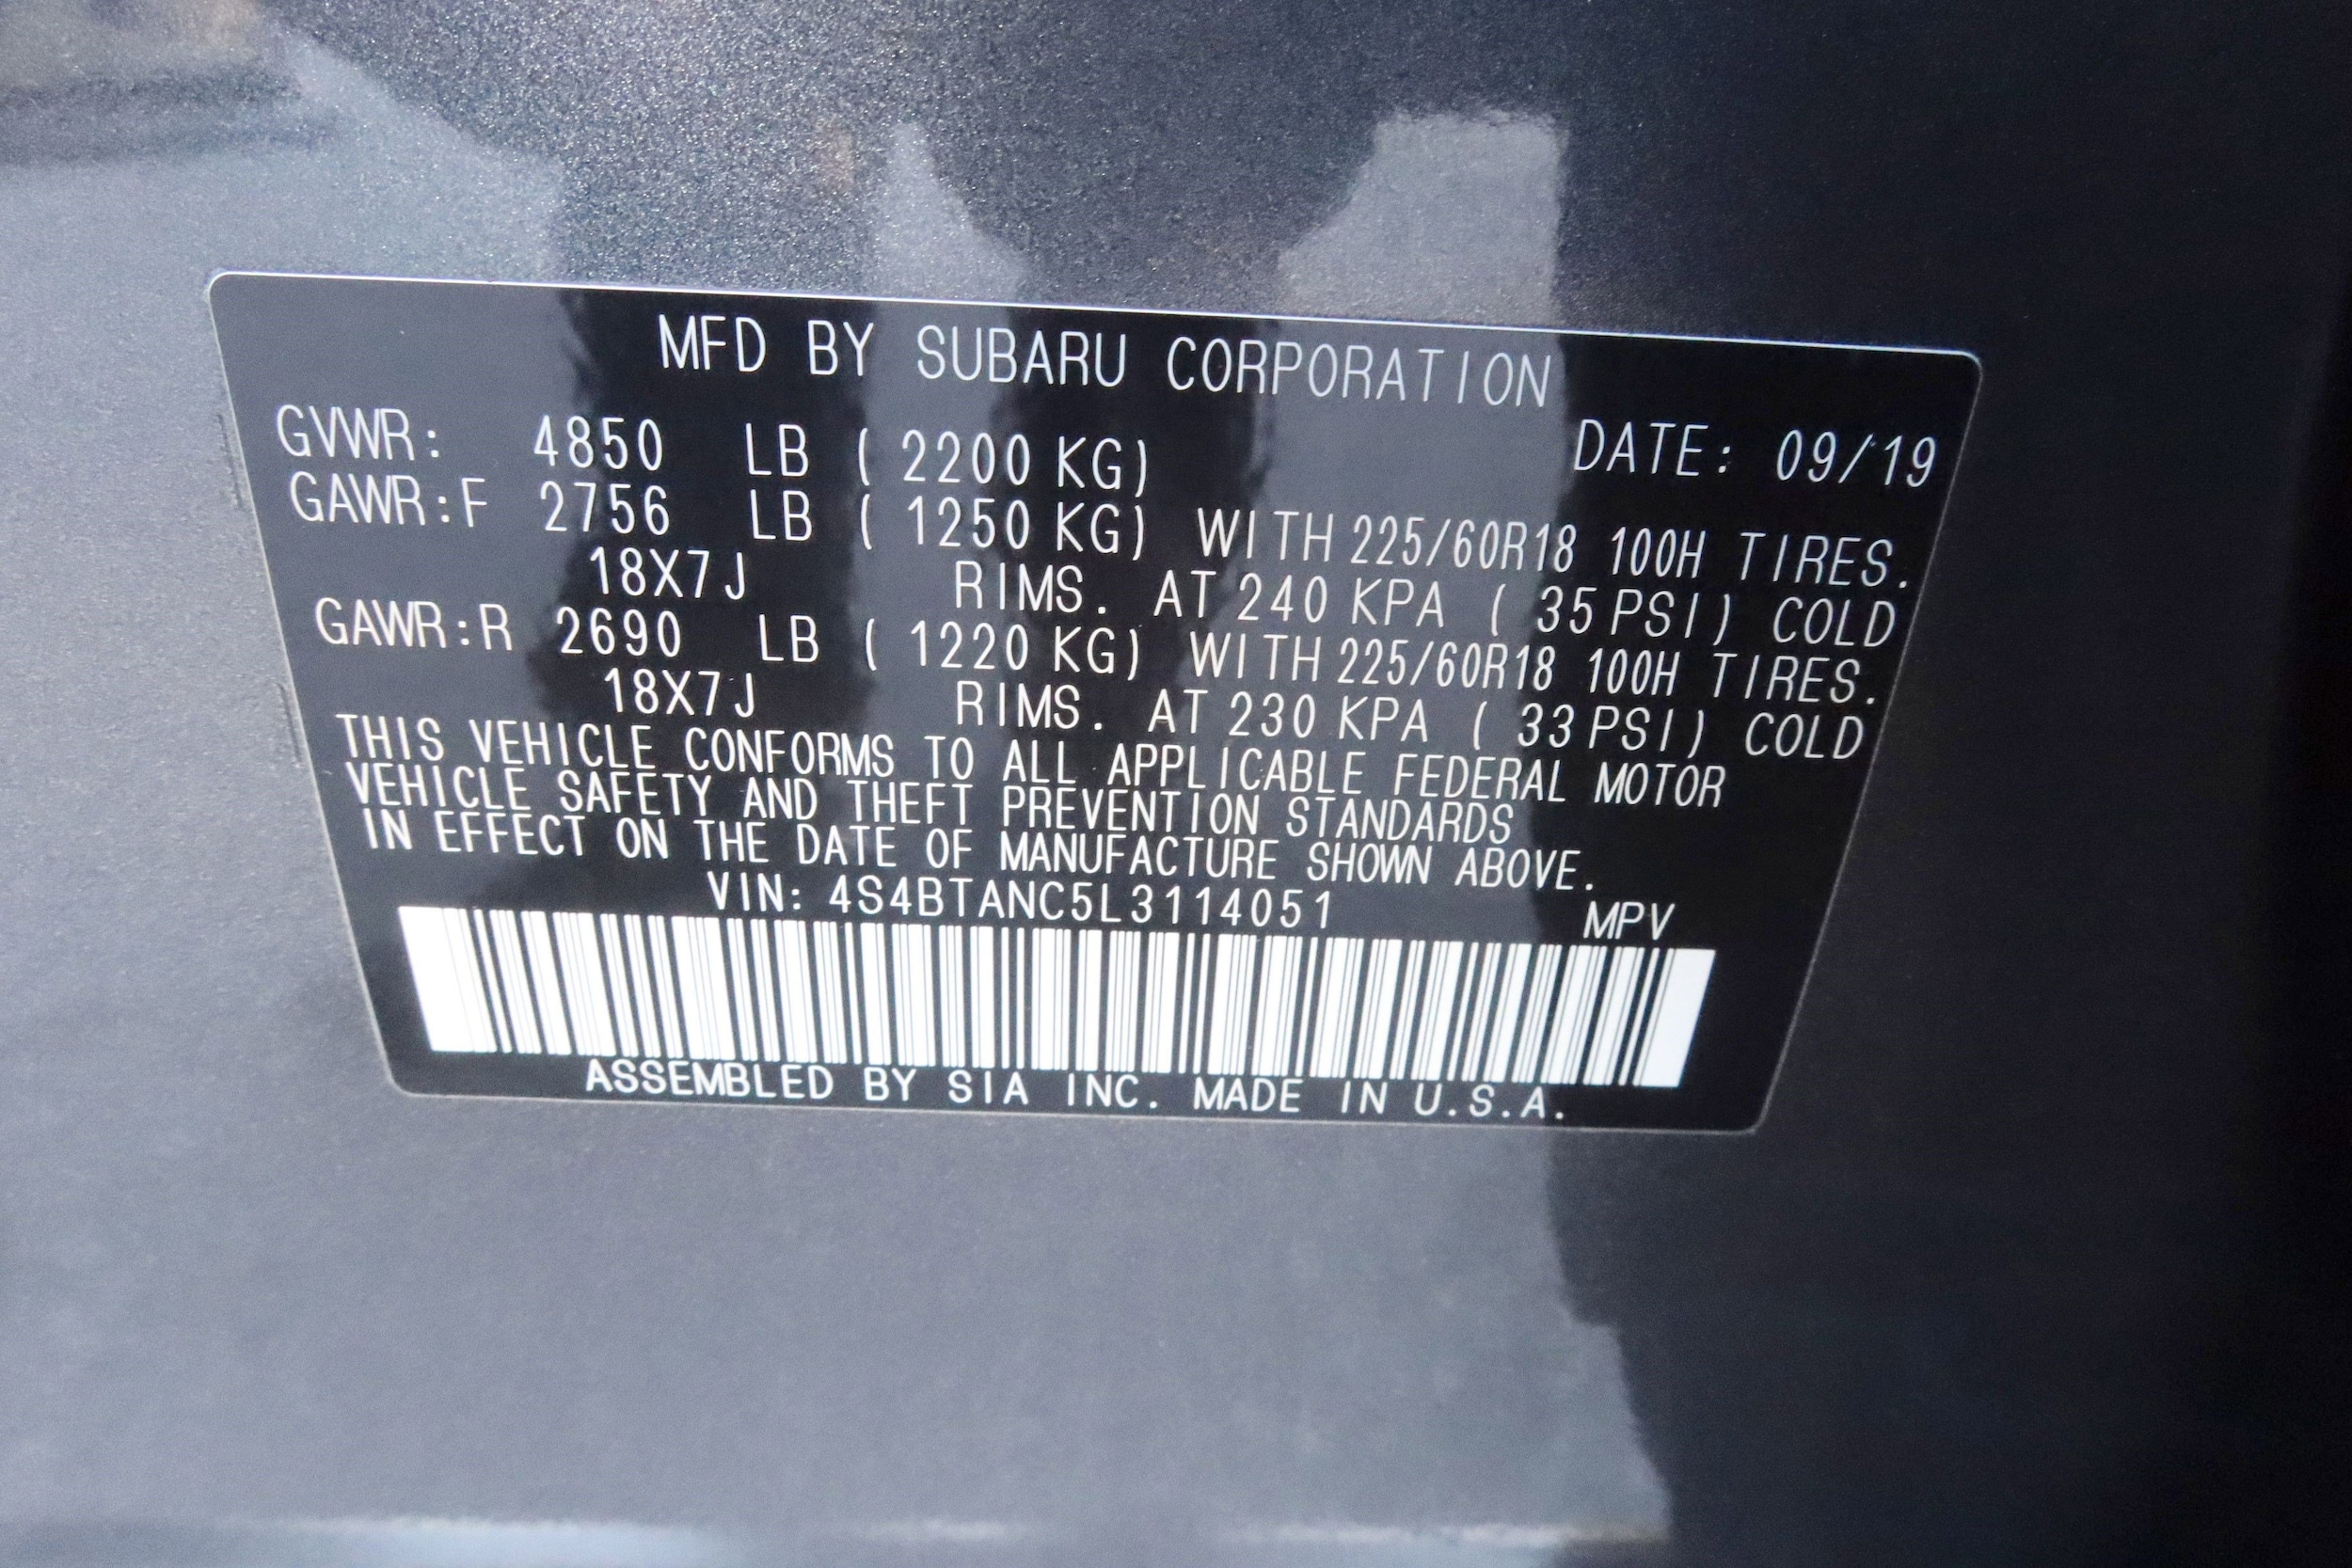 MFD BY SUBARU CORPORATION
GVWR: 4850 LB ( 2200 KG) DATE: 09/19
GAWR:F 2756 LB ( 1250 KG) WITH 225/60R18 100H TIRES.
18X7J RIMS. AT 240 KPA ( 35 PSI) COLD
GAWR:R 2690 LB ( 1220 KG) WITH 225/60R18 100H TIRES.
18X7J RIMS. AT 230 KPA ( 33 PSI) COLD
THIS VEHICLE CONFORMS TO ALL APPLICABLE FEDERAL MOTOR
VEHICLE SAFETY AND THEFT PREVENTION STANDARDS
IN EFFECT ON THE DATE OF MANUFACTURE SHOWN ABOVE.
VIN: 4S4BTANC5L3114051 MPV
ASSEMBLED BY SIA INC. MADE IN U.S.A.